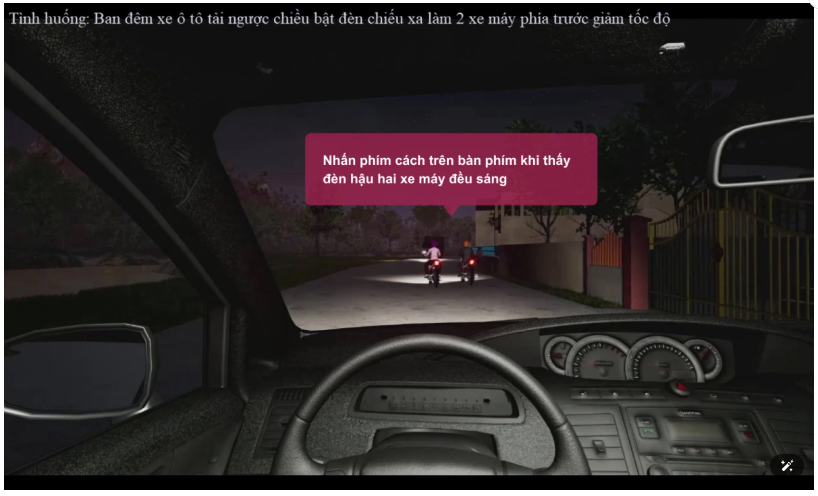 Tình huống: Ban đêm xe ô tô tải ngược chiều bật đèn chiếu xa làm 2 xe máy phía trước giảm tốc độ
Nhấn phím cách trên bàn phím khi thấy
đèn hậu hai xe máy đều sáng